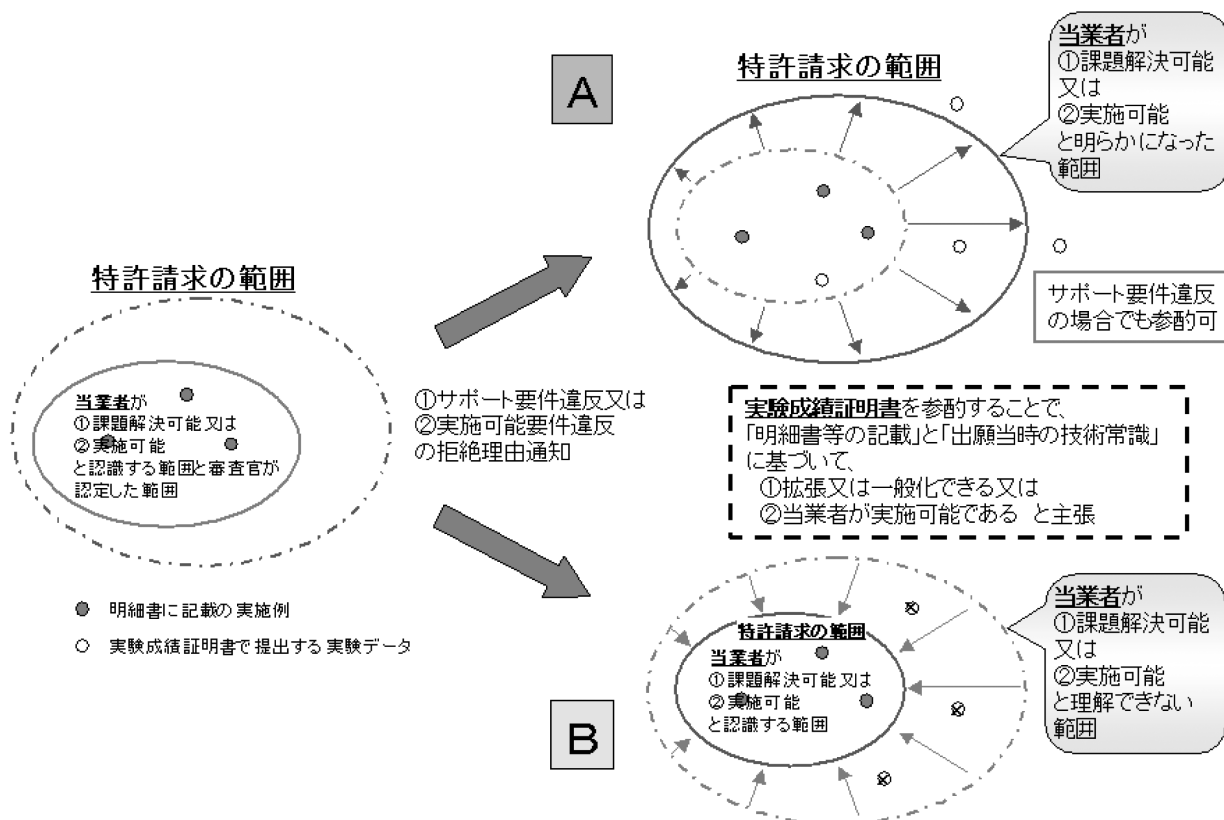 特許請求の範囲
当業者が
①課題解決可能又は
②実施可能
と認識する範囲と審査官が
認定した範囲
明細書に記載の実施例
実験成績証明書で提出する実験データ
①サポート要件違反又は
②実施可能要件違反
の拒絶理由通知
A
特許請求の範囲
当業者が
①課題解決可能
又は
②実施可能
と明らかになった
範囲
サポート要件違反
の場合でも参酌可
実験成績証明書を参酌することで、
「明細書等の記載」と「出願当時の技術常識」
に基づいて、
①拡張又は一般化できる又は
②当業者が実施可能である と主張
B
特許請求の範囲
当業者が
①課題解決可能又は
②実施可能
と認識する範囲
当業者が
①課題解決可能
又は
②実施可能
と理解できない
範囲